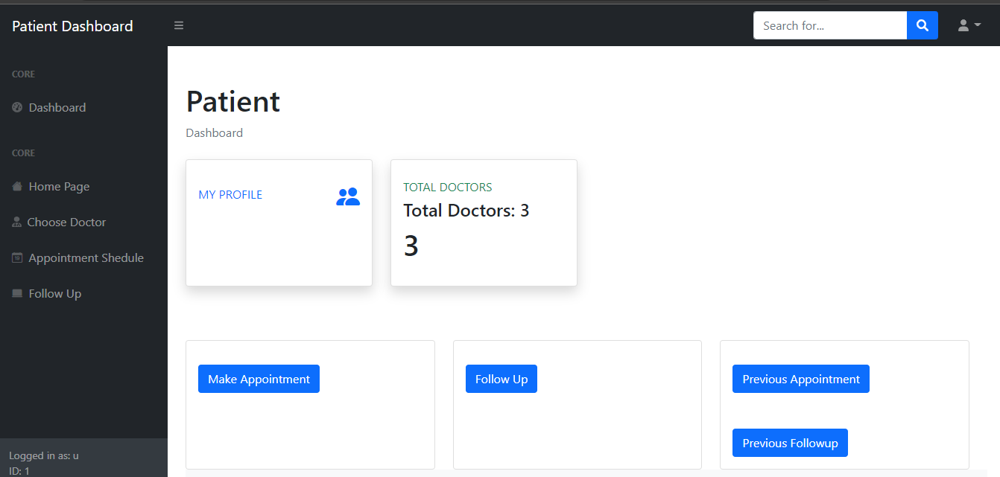 Patient Dashboard
Search for...
CORE
Dashboard
CORE
Home Page
Choose Doctor
Appointment Shedule
Follow Up
Logged in as: u
ID: 1
Patient
Dashboard
MY PROFILE
TOTAL DOCTORS
Total Doctors: 3
3
Make Appointment
Follow Up
Previous Appointment
Previous Followup